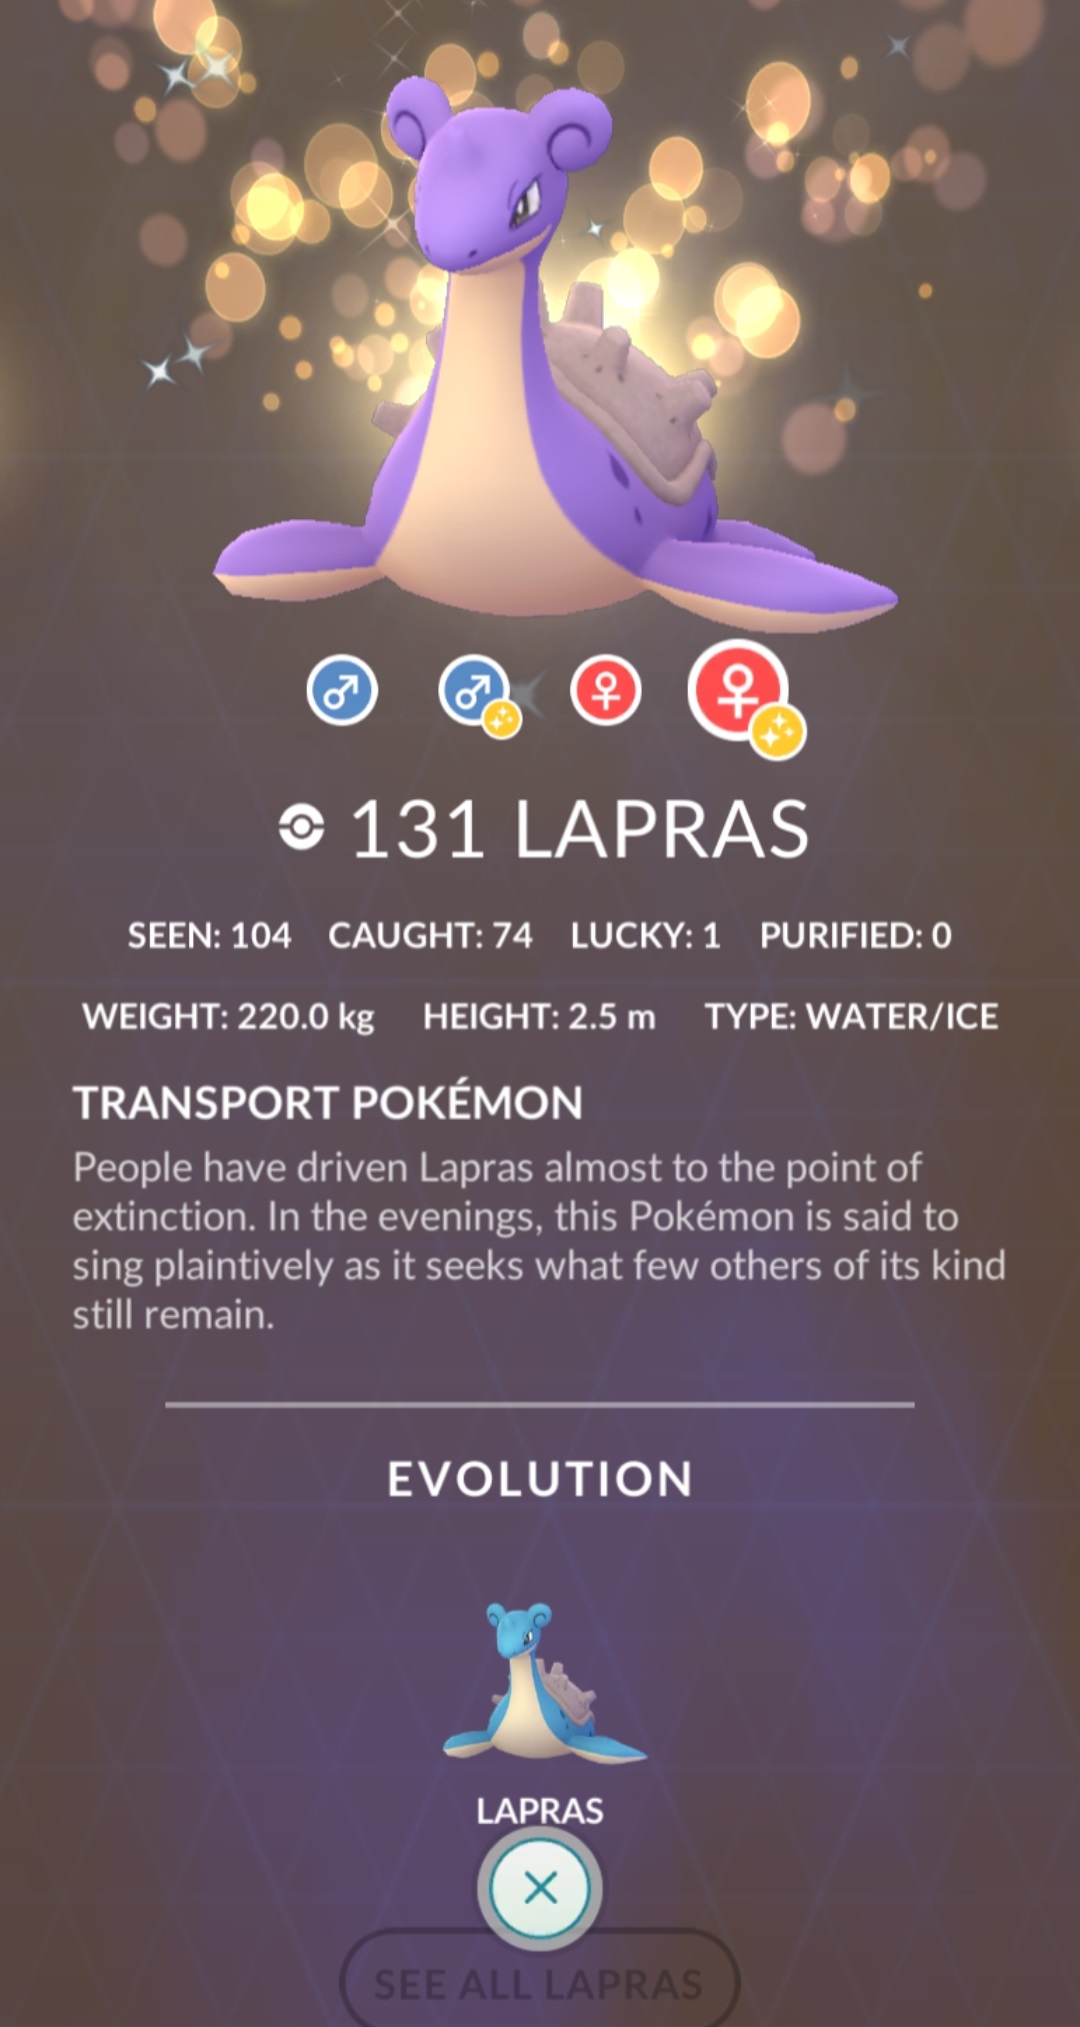 131 LAPRAS
SEEN: 104 CAUGHT: 74 LUCKY: 1 PURIFIED: 0
WEIGHT: 220.0 kg HEIGHT: 2.5 m TYPE: WATER/ICE
TRANSPORT POKÉMON
People have driven Lapras almost to the point of
extinction. In the evenings, this Pokémon is said to
sing plaintively as it seeks what few others of its kind
still remain.
EVOLUTION
LAPRAS
SEE ALL LAPRAS